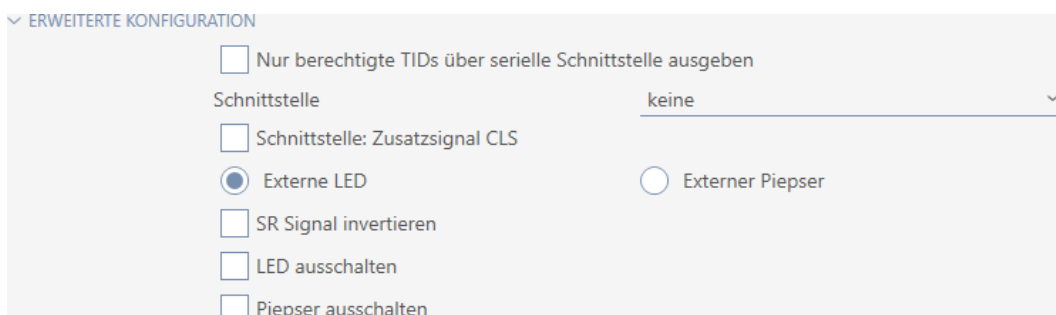 ERWEITERTE KONFIGURATION
Nur berechtigte TIDs über serielle Schnittstelle ausgeben
Schnittstelle keine
Schnittstelle: Zusatzsignal CLS
Externe LED Externer Piepser
SR Signal invertieren
LED ausschalten
Piepser ausschalten